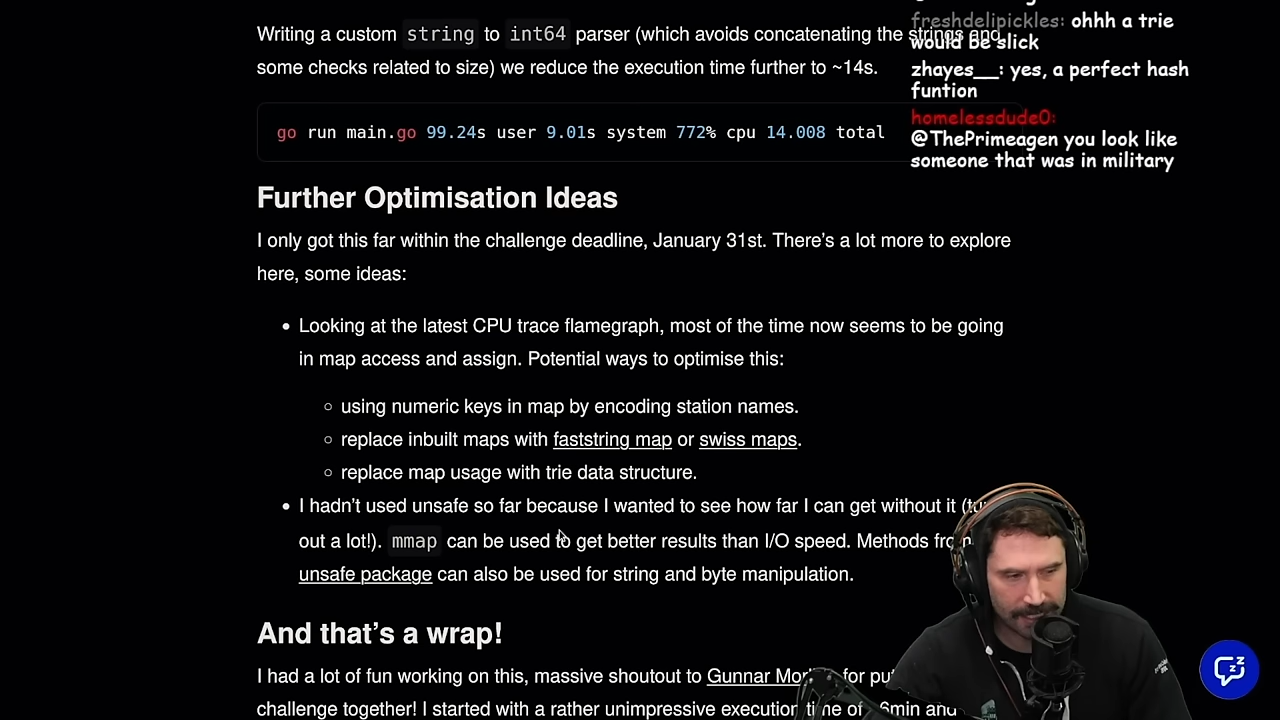 Writing a custom string to int64 parser (which avoids concatenating the strings and
some checks related to size) we reduce the execution time further to ~14s.
go run main.go 99.24s user 9.01s system 772% cpu 14.008 total
Further Optimisation Ideas
I only got this far within the challenge deadline, January 31st. There's a lot more to explore
here, some ideas:
• Looking at the latest CPU trace flamegraph, most of the time now seems to be going
in map access and assign. Potential ways to optimise this:
◦ using numeric keys in map by encoding station names.
◦ replace inbuilt maps with faststring map or swiss maps.
◦ replace map usage with trie data structure.
• I hadn't used unsafe so far because I wanted to see how far I can get without it
out a lot!). mmap can be used to get better results than I/O speed. Methods
unsafe package can also be used for string and byte manipulation.
And that's a wrap!
I had a lot of fun working on this, massive shoutout to Gunnar for
challenge together! I started with a rather unimpressive execution time of 6min and
freshdelipickles: ohhh a trie
would be slick
zhayes__: yes, a perfect hash
funtion
homelessdude0:
@ThePrimeagen you look like
someone that was in military
zz